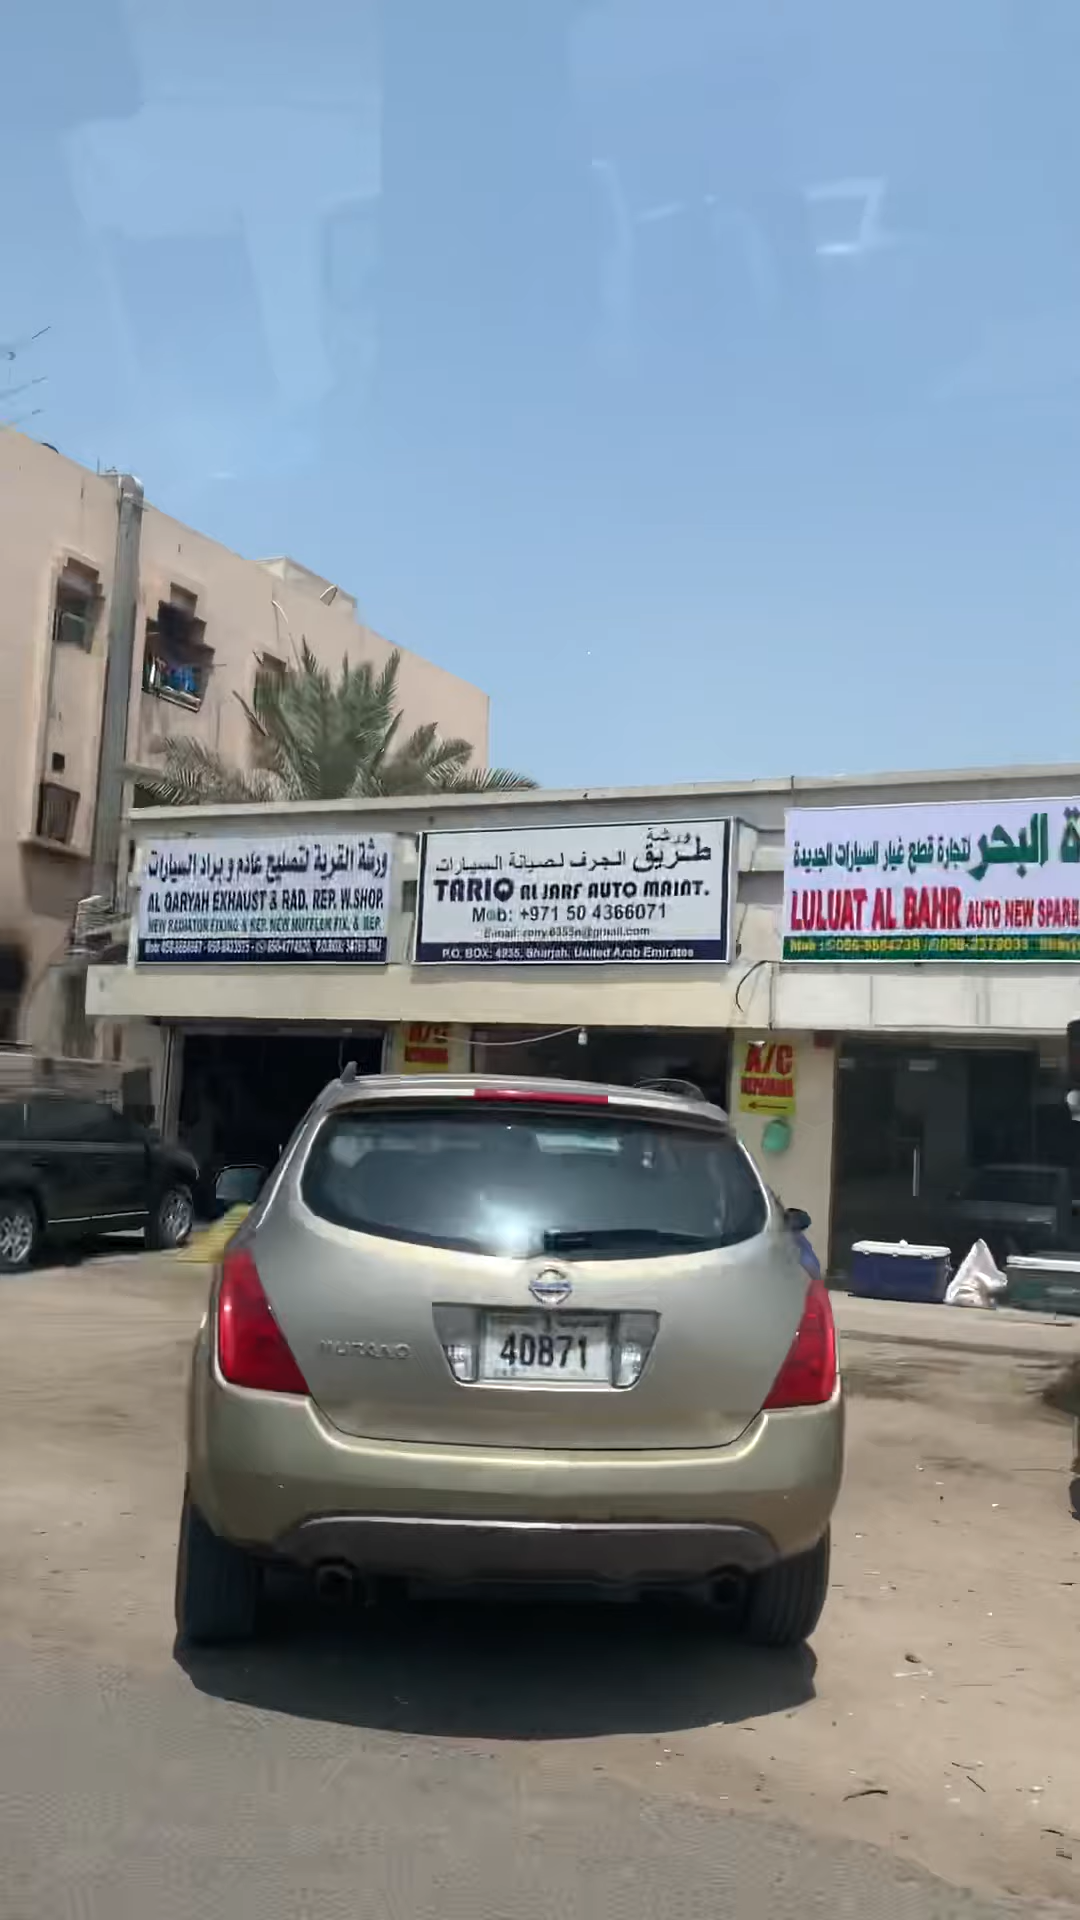 ورشة القرية لتصليح عادم و براد السيارات
AL QARYAH EXHAUST & RAD. REP. W.SHOP.
NEW RADIATOR FIXING & REP. NEW MUFFLER FIX. & REP.
ورشة
طريق الجرف لصيانة السيارات
TARIQ AL JARF AUTO MAINT.
Mob: +971 50 4366071
P.O. BOX: 4935, Sharjah, United Arab Emirates
ة البحر لتجارة قطع غيار السيارات الجديدة
LULUAT AL BAHR AUTO NEW SPARE
A/C
REPAIRING
A/C
REPAIRING
MURANO
40871